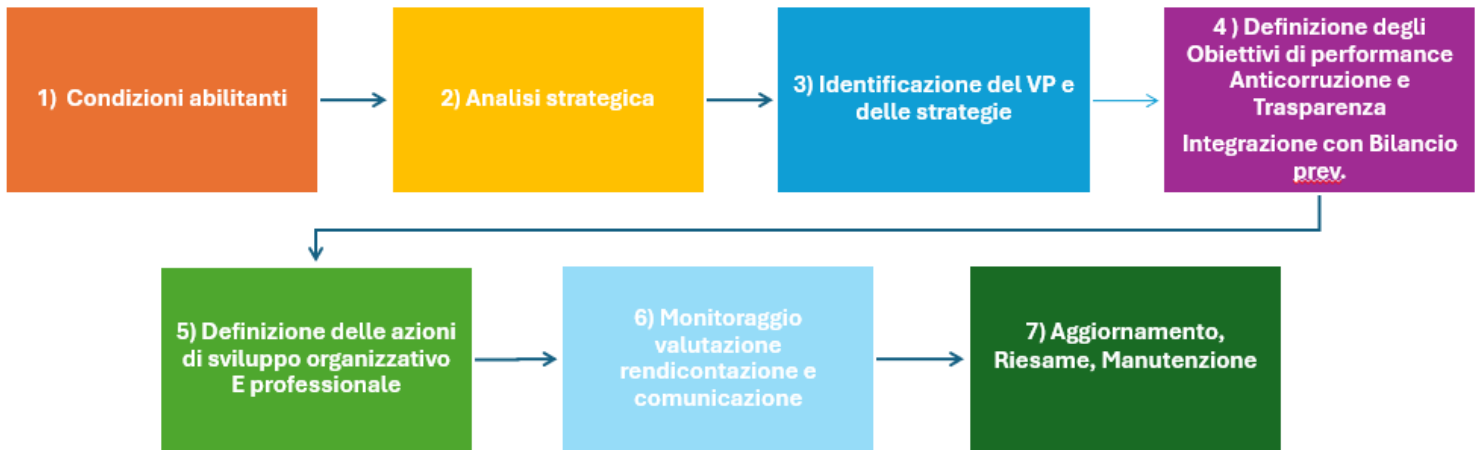 1) Condizioni abilitanti
2) Analisi strategica
3) Identificazione del VP e
delle strategie
4 ) Definizione degli
Obiettivi di performance
Anticorruzione e
Trasparenza
Integrazione con Bilancio
prev.
5) Definizione delle azioni
di sviluppo organizzativo
E professionale
6) Monitoraggio
valutazione
rendicontazione e
comunicazione
7) Aggiornamento,
Riesame, Manutenzione